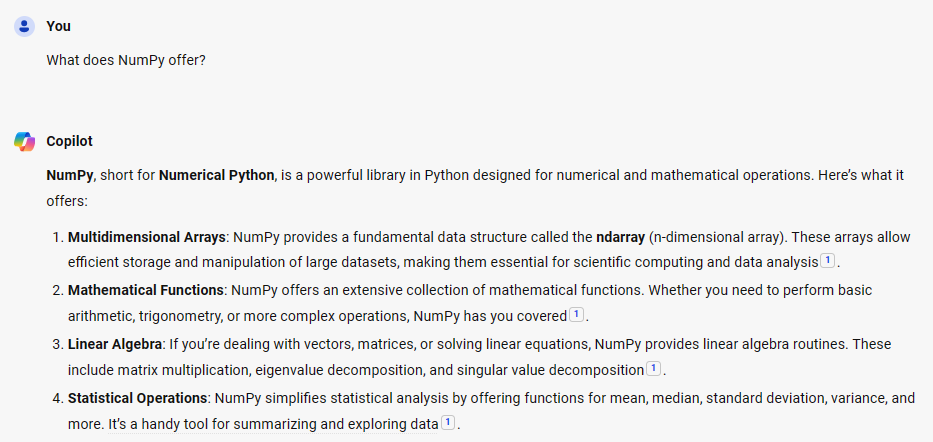 You
What does NumPy offer?
Copilot
NumPy, short for Numerical Python, is a powerful library in Python designed for numerical and mathematical operations. Here’s what it
offers:
1. Multidimensional Arrays: NumPy provides a fundamental data structure called the ndarray (n-dimensional array). These arrays allow
efficient storage and manipulation of large datasets, making them essential for scientific computing and data analysis 1 .
2. Mathematical Functions: NumPy offers an extensive collection of mathematical functions. Whether you need to perform basic
arithmetic, trigonometry, or more complex operations, NumPy has you covered 1 .
3. Linear Algebra: If you’re dealing with vectors, matrices, or solving linear equations, NumPy provides linear algebra routines. These
include matrix multiplication, eigenvalue decomposition, and singular value decomposition 1 .
4. Statistical Operations: NumPy simplifies statistical analysis by offering functions for mean, median, standard deviation, variance, and
more. It’s a handy tool for summarizing and exploring data 1 .